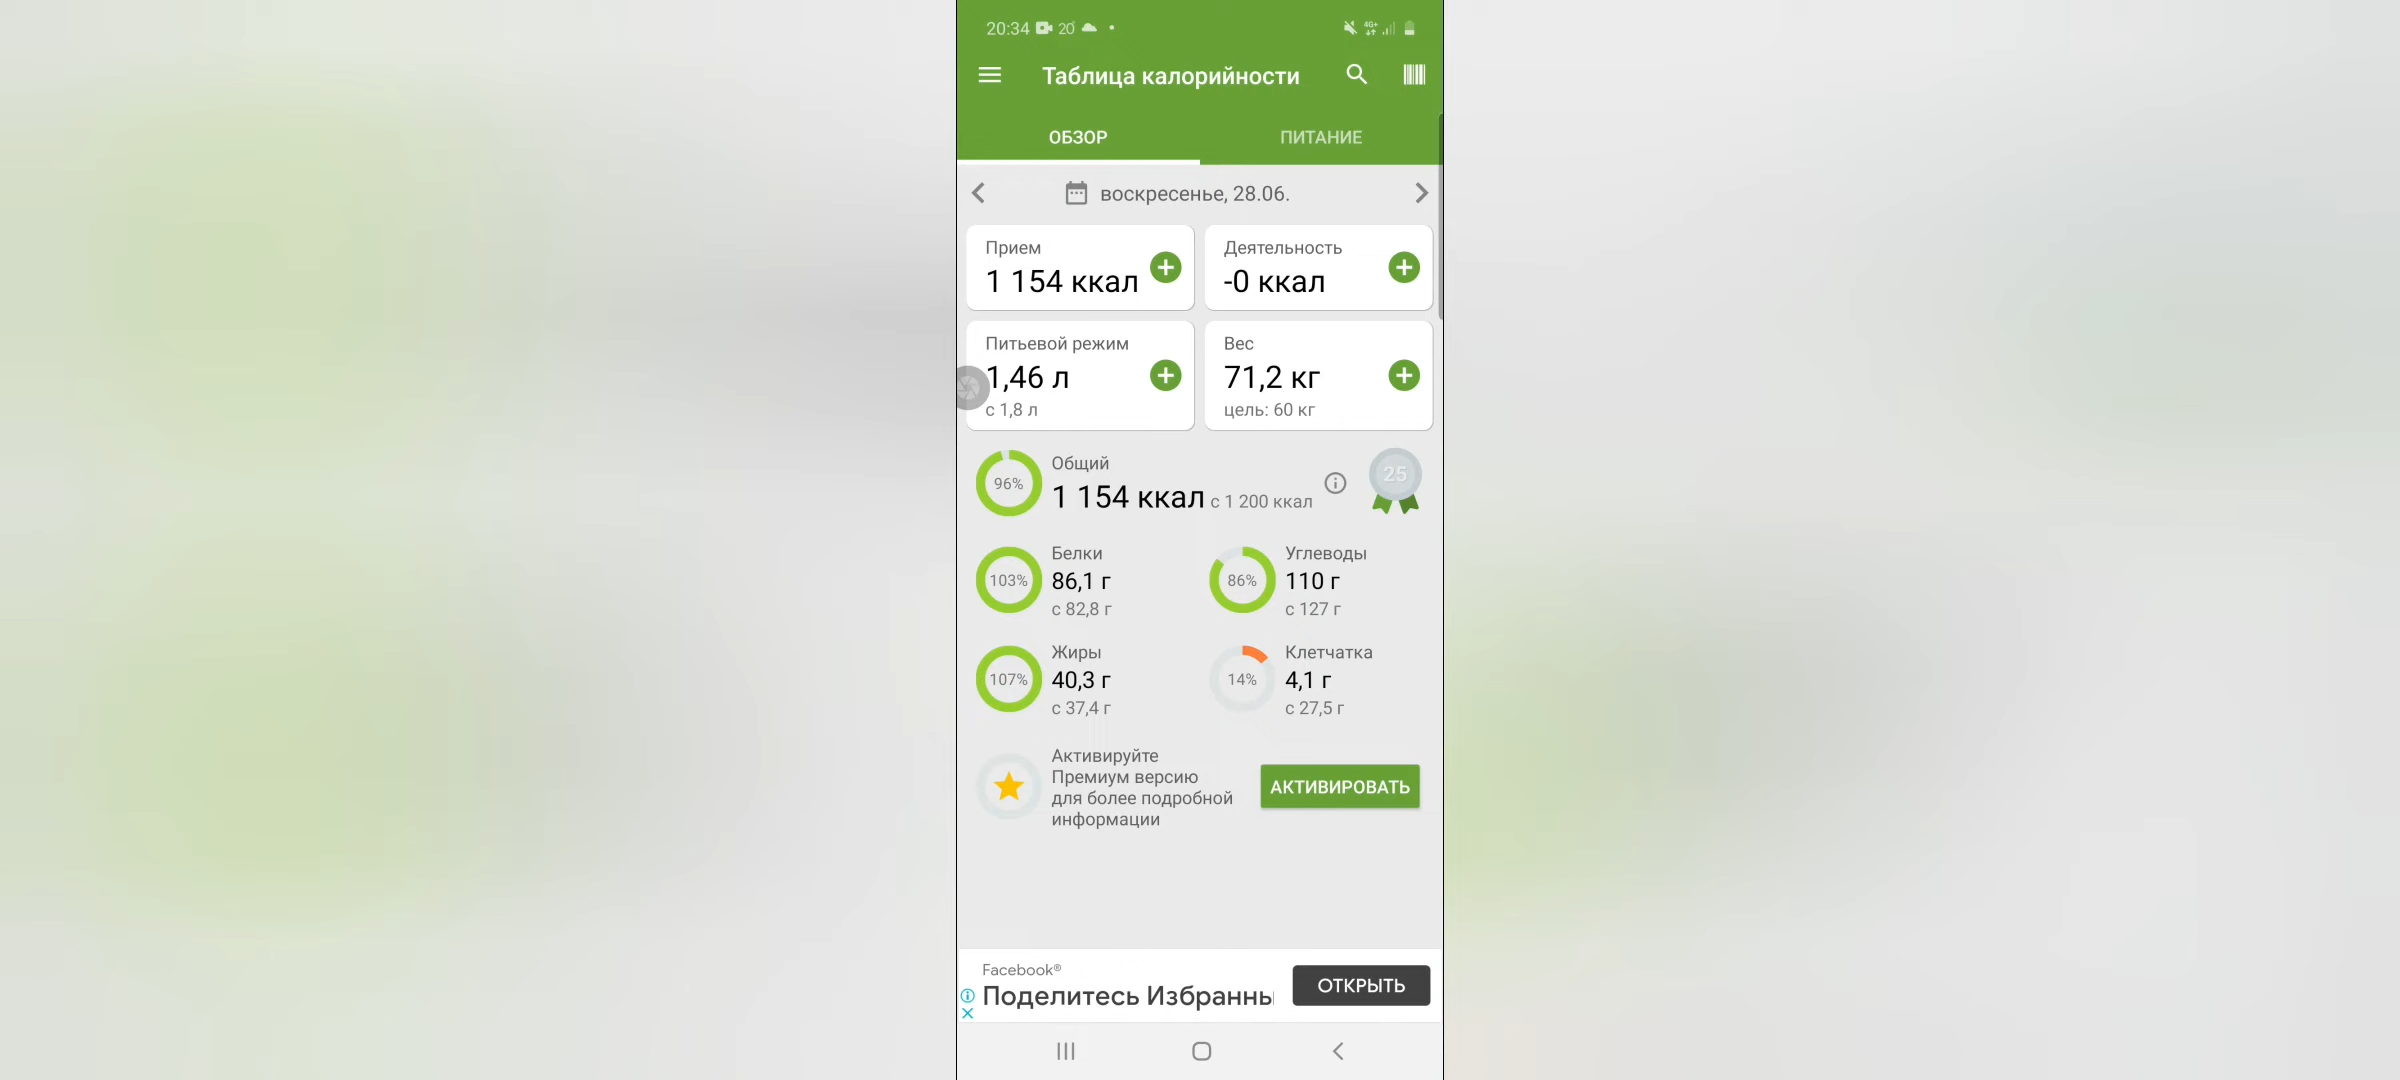 20:34 20°
4G+
Таблица калорийности
ОБЗОР ПИТАНИЕ
воскресенье, 28.06.
Прием
1 154 ккал
Деятельность
-0 ккал
Питьевой режим
1,46 л
с 1,8 л
Вес
71,2 кг
цель: 60 кг
96%
Общий
1 154 ккал с 1 200 ккал
25
103%
Белки
86,1 г
с 82,8 г
86%
Углеводы
110 г
с 127 г
107%
Жиры
40,3 г
с 37,4 г
14%
Клетчатка
4,1 г
с 27,5 г
Активируйте
Премиум версию
для более подробной
информации
АКТИВИРОВАТЬ
Facebook®
Поделитесь Избранны
ОТКРЫТЬ